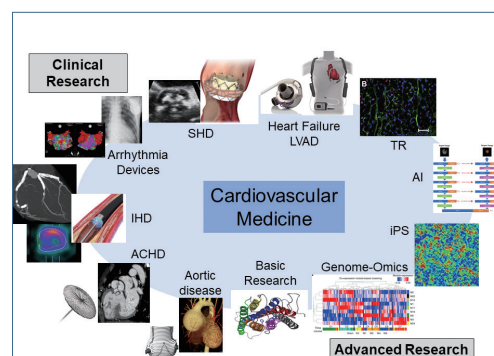 Clinical
Research
SHD
Heart Failure
LVAD
B
TR
Arrhythmia
Devices
AI
Cardiovascular
Medicine
IHD
iPS
ACHD
Aortic
disease
Basic
Research
Genome-Omics
Advanced Research